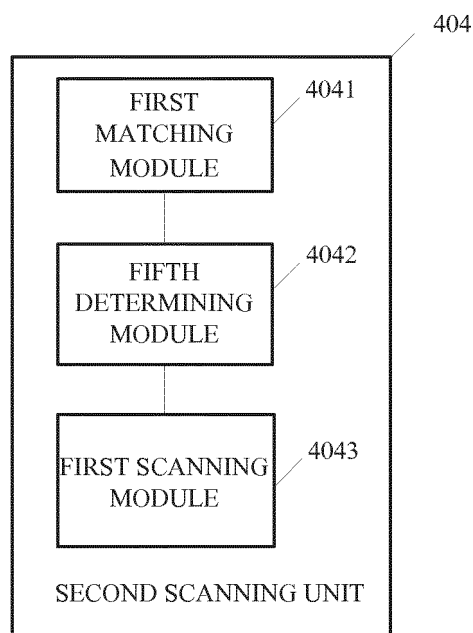 404
FIRST
MATCHING
MODULE
4041
FIFTH
DETERMINING
MODULE
4042
FIRST SCANNING
MODULE
4043
SECOND SCANNING UNIT